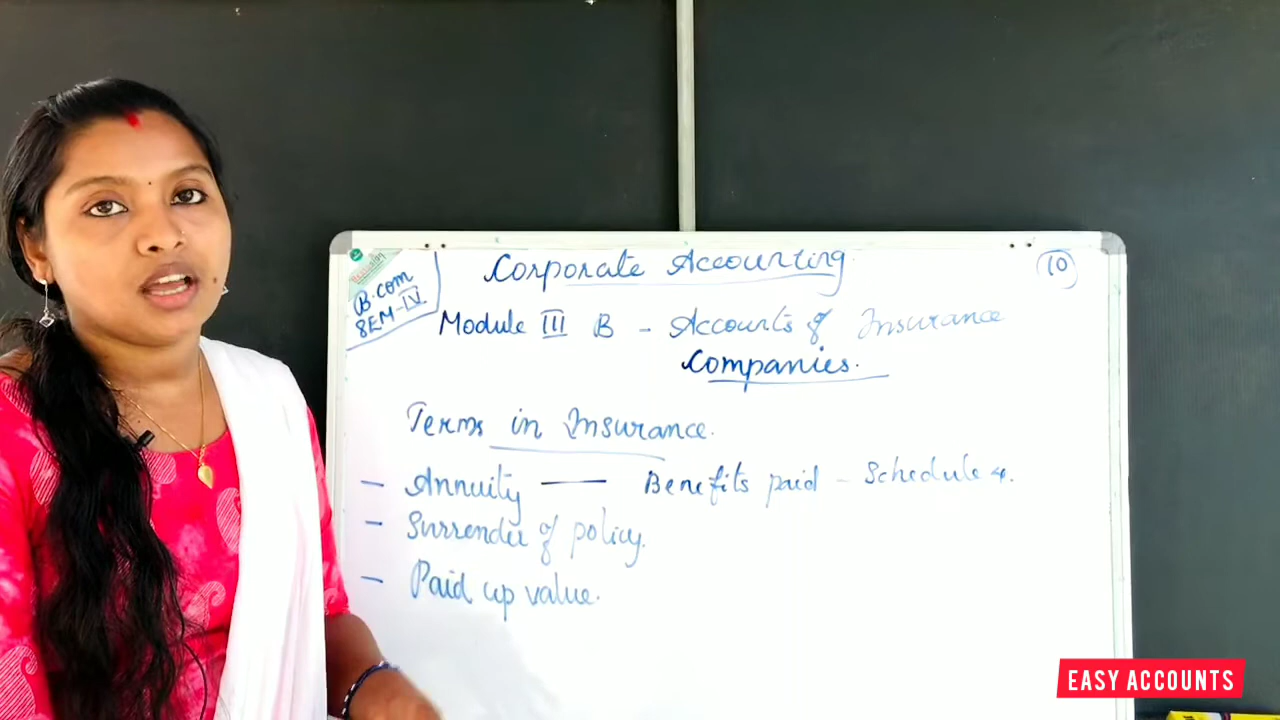 Corporate Accounting.
10
B.com
SEM-IV.
Module III B - Accounts of Insurance
Companies.
Terms in Insurance.
- Annuity — Benefits paid - Schedule 4.
- Surrender of policy.
- Paid up value.
EASY ACCOUNTS